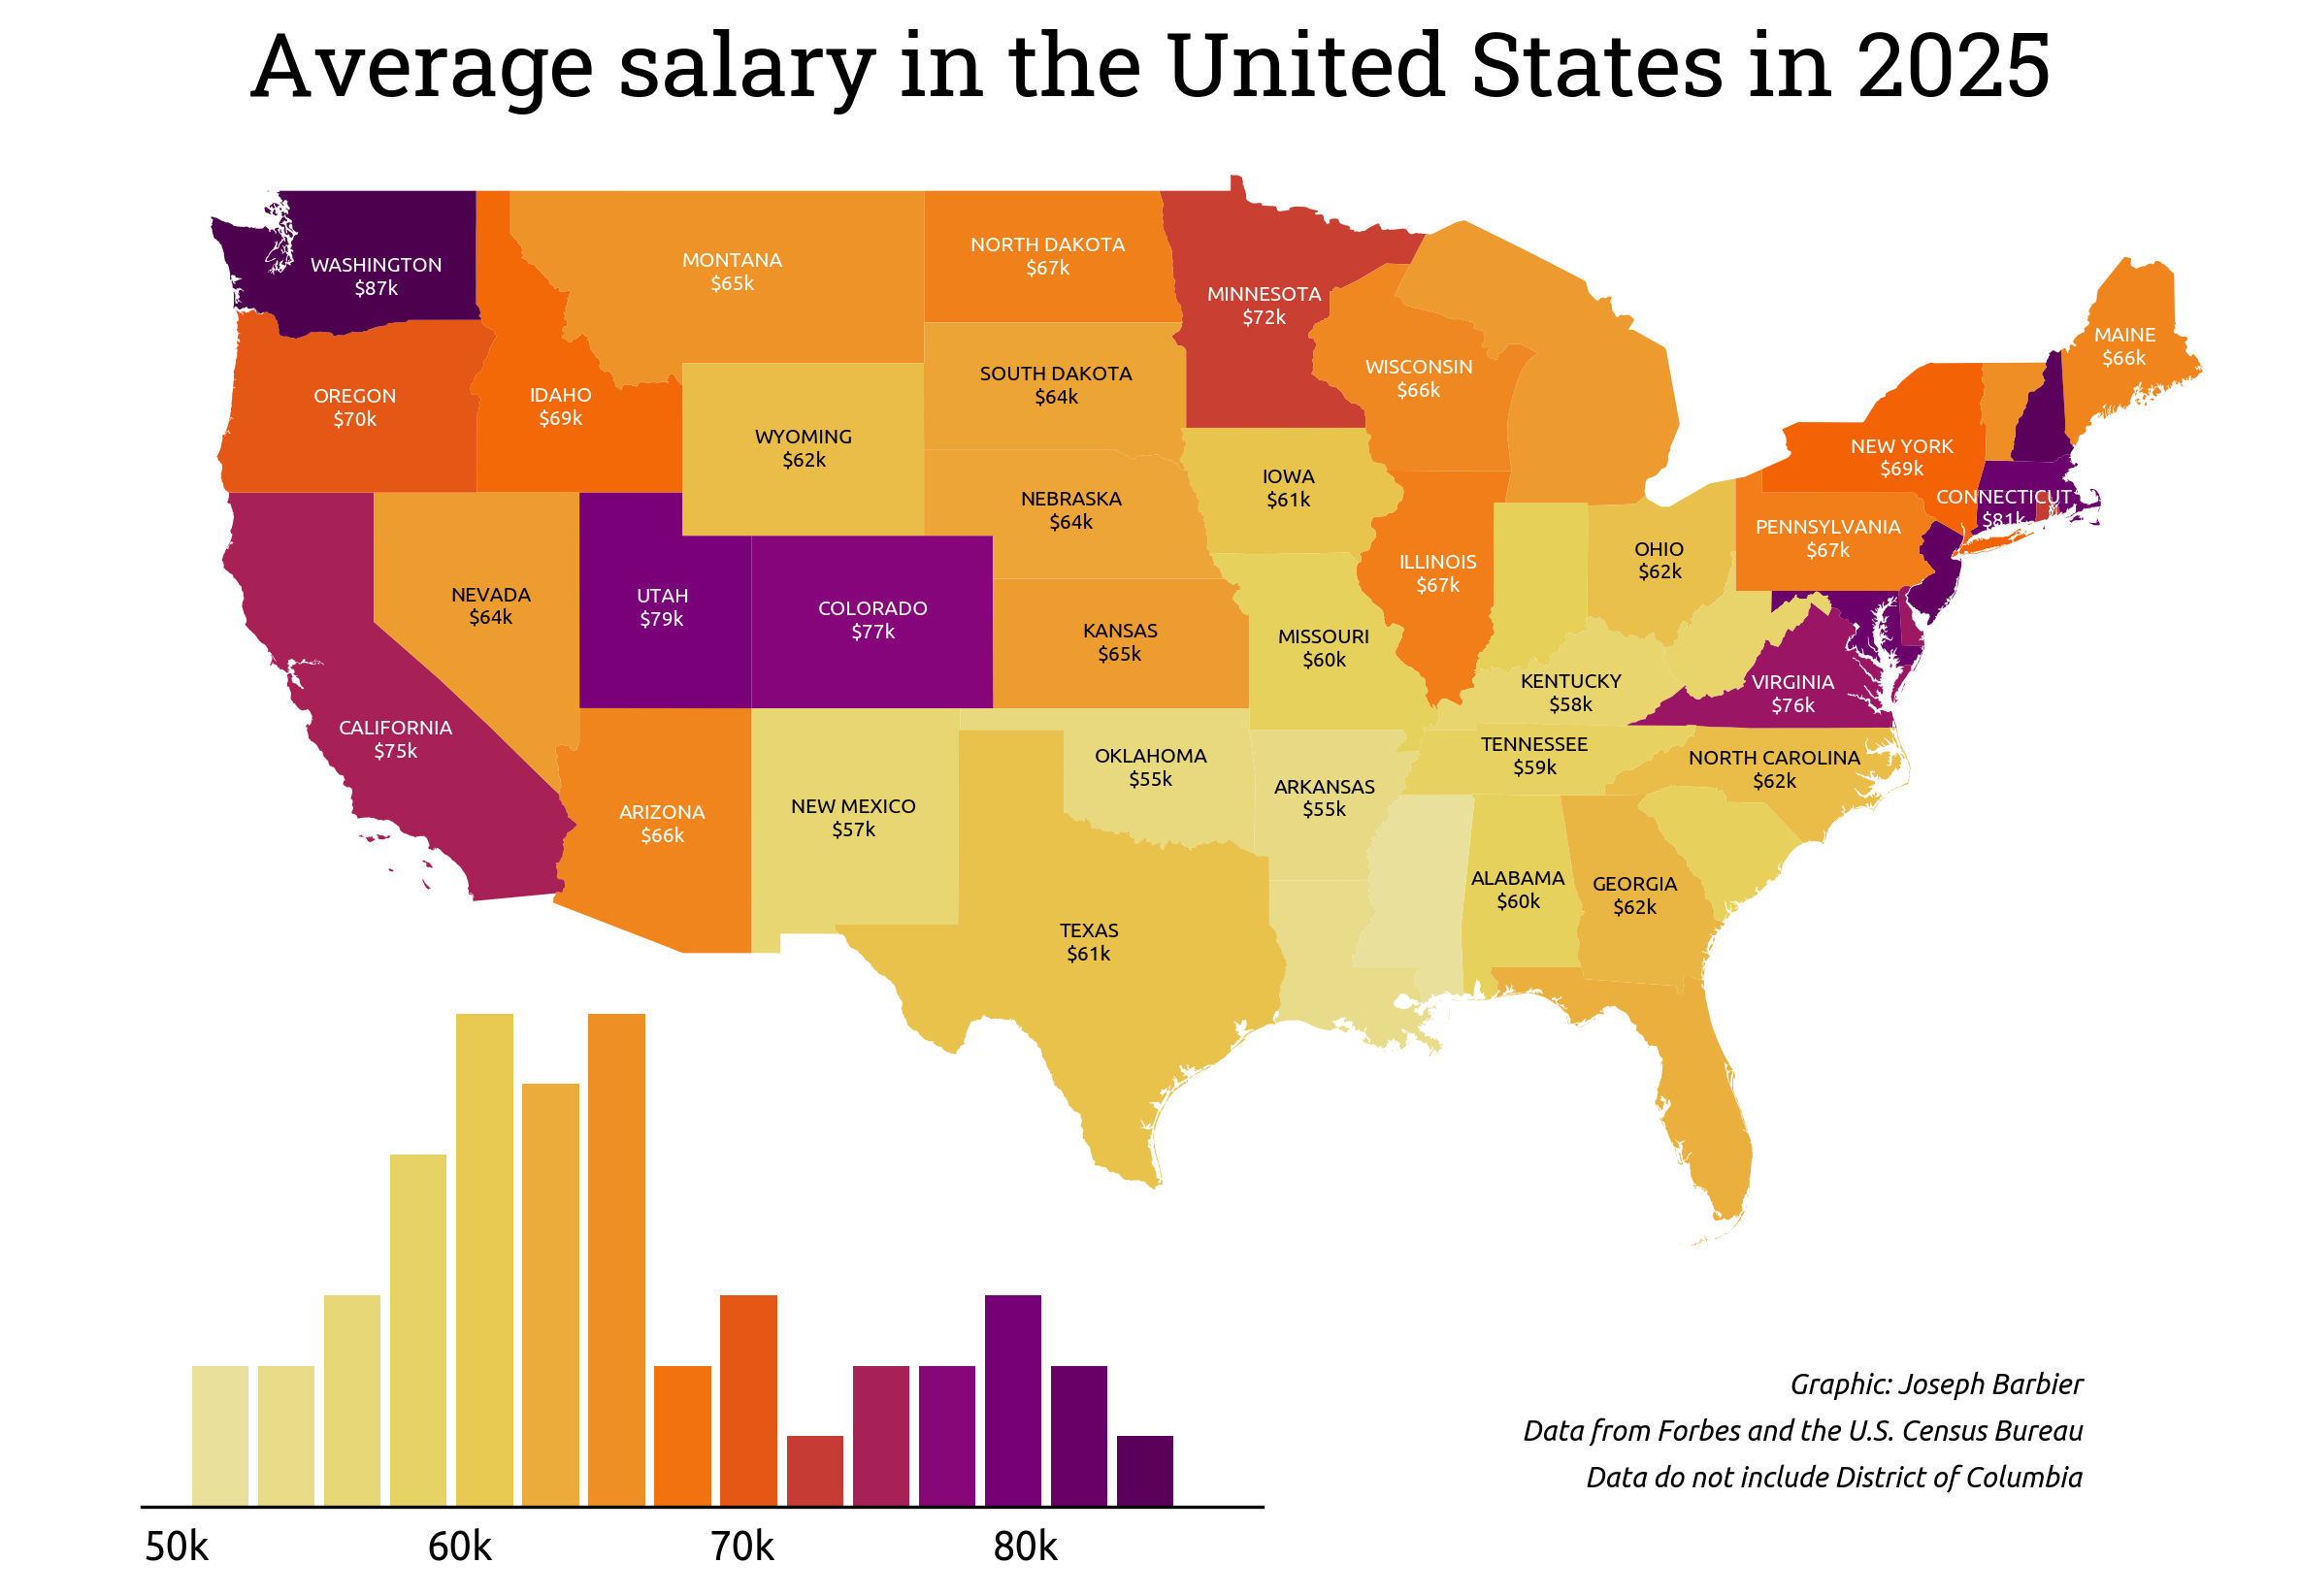 Average salary in the United States in 2025
WASHINGTON
$87k
MONTANA
$65k
NORTH DAKOTA
$67k
MINNESOTA
$72k
MAINE
$66k
OREGON
$70k
IDAHO
$69k
WYOMING
$62k
SOUTH DAKOTA
$64k
WISCONSIN
$66k
NEW YORK
$69k
NEBRASKA
$64k
IOWA
$61k
CONNECTICUT
$81k
PENNSYLVANIA
$67k
OHIO
$62k
ILLINOIS
$67k
NEVADA
$64k
UTAH
$79k
COLORADO
$77k
KANSAS
$65k
MISSOURI
$60k
KENTUCKY
$58k
VIRGINIA
$76k
CALIFORNIA
$75k
OKLAHOMA
$55k
TENNESSEE
$59k
NORTH CAROLINA
$62k
ARIZONA
$66k
NEW MEXICO
$57k
ARKANSAS
$55k
ALABAMA
$60k
GEORGIA
$62k
TEXAS
$61k
Graphic: Joseph Barbier
Data from Forbes and the U.S. Census Bureau
Data do not include District of Columbia
50k 60k 70k 80k